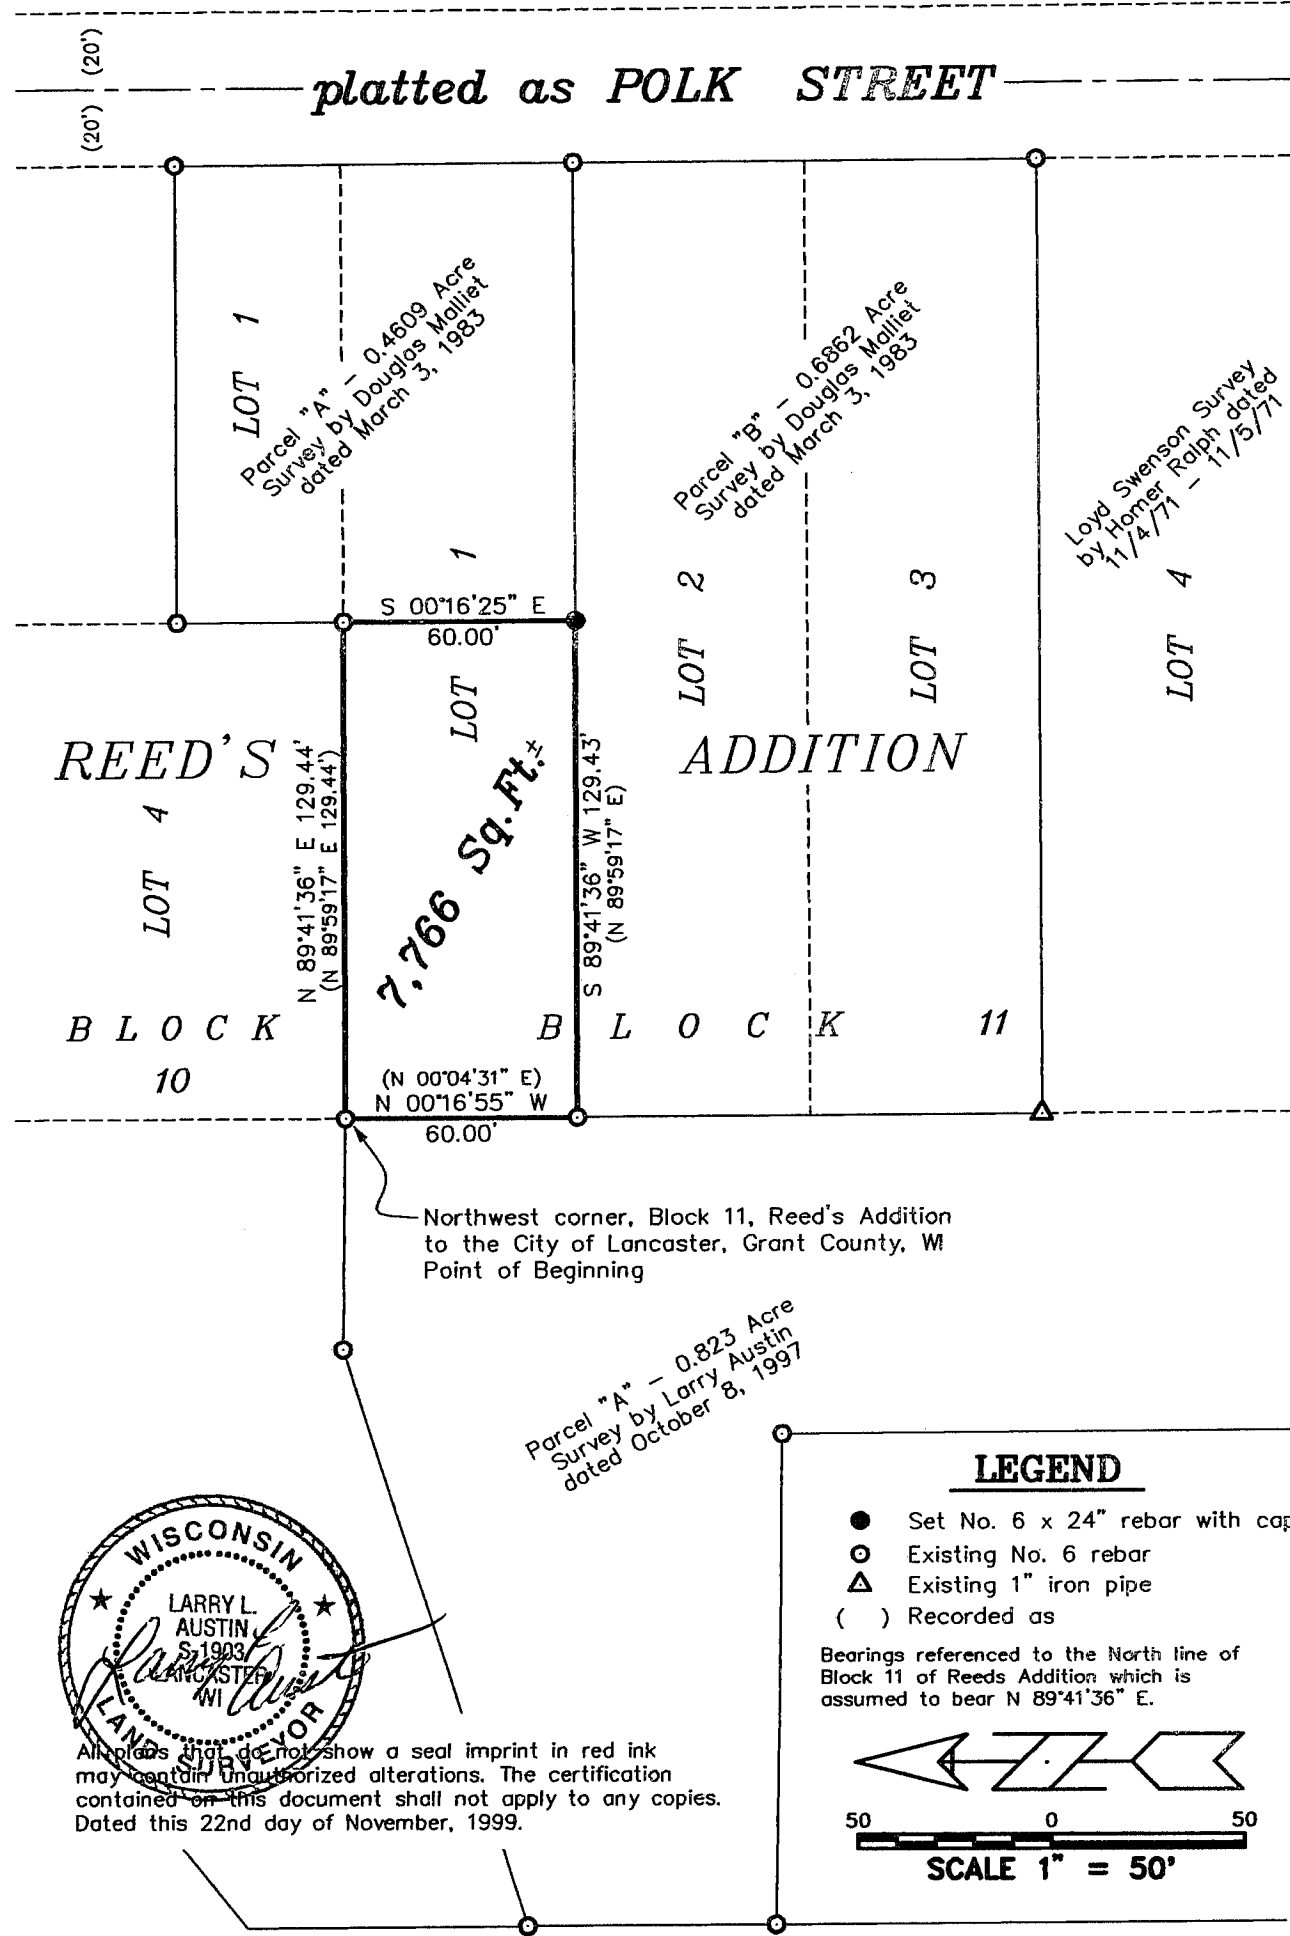 (20')
(20')
platted as POLK STREET
LOT 1
Parcel "A" - 0.4609 Acre
Survey by Douglas Malliet
dated March 3, 1983
Parcel "B" - 0.6862 Acre
Survey by Douglas Malliet
dated March 3, 1983
Loyd Swenson Survey
by Homer Ralph dated
11/4/71 - 11/5/71
LOT 1
LOT 2
LOT 3
LOT 4
S 00°16'25" E
60.00'
REED'S ADDITION
LOT 4
N 89°41'36" E 129.44'
(N 89°59'17" E 129.44')
7,766 Sq.Ft.±
S 89°41'36" W 129.43'
(N 89°59'17" E)
BLOCK
10
BLOCK 11
(N 00°04'31" E)
N 00°16'55" W
60.00'
Northwest corner, Block 11, Reed's Addition
to the City of Lancaster, Grant County, WI
Point of Beginning
Parcel "A" - 0.823 Acre
Survey by Larry Austin
dated October 8, 1997
LEGEND
Set No. 6 x 24" rebar with cap
Existing No. 6 rebar
Existing 1" iron pipe
( ) Recorded as
Bearings referenced to the North line of
Block 11 of Reeds Addition which is
assumed to bear N 89°41'36" E.
WISCONSIN
LARRY L.
AUSTIN
S-1903
LANCASTER
WI
LAND SURVEYOR
Larry L Austin
All plans that do not show a seal imprint in red ink
may contain unauthorized alterations. The certification
contained on this document shall not apply to any copies.
Dated this 22nd day of November, 1999.
N
50 0 50
SCALE 1" = 50'